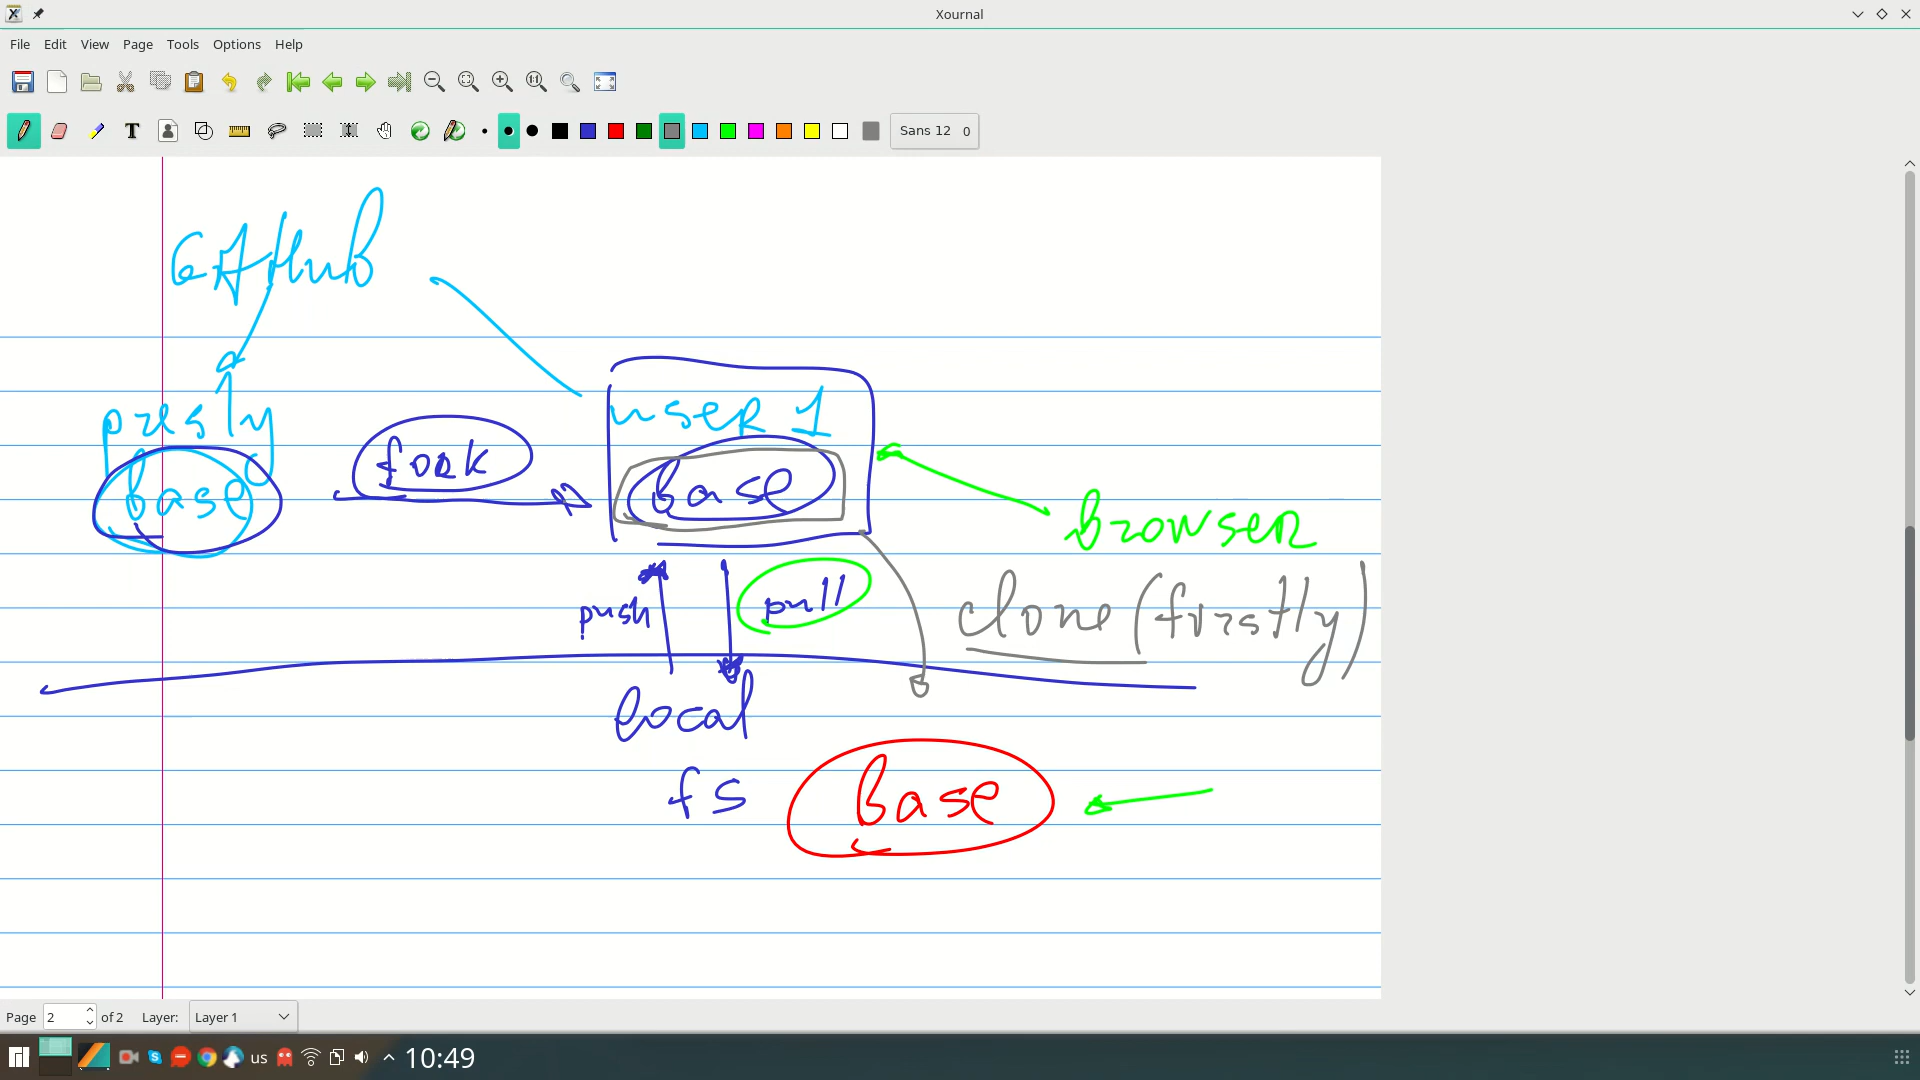 Xournal
File Edit View Page Tools Options Help
T
Sans 12 0
GitHub
user 1
fork
base
base
browser
push
pull
clone (firstly)
local
fs
base
Page 2 of 2 Layer: Layer 1
us 10:49